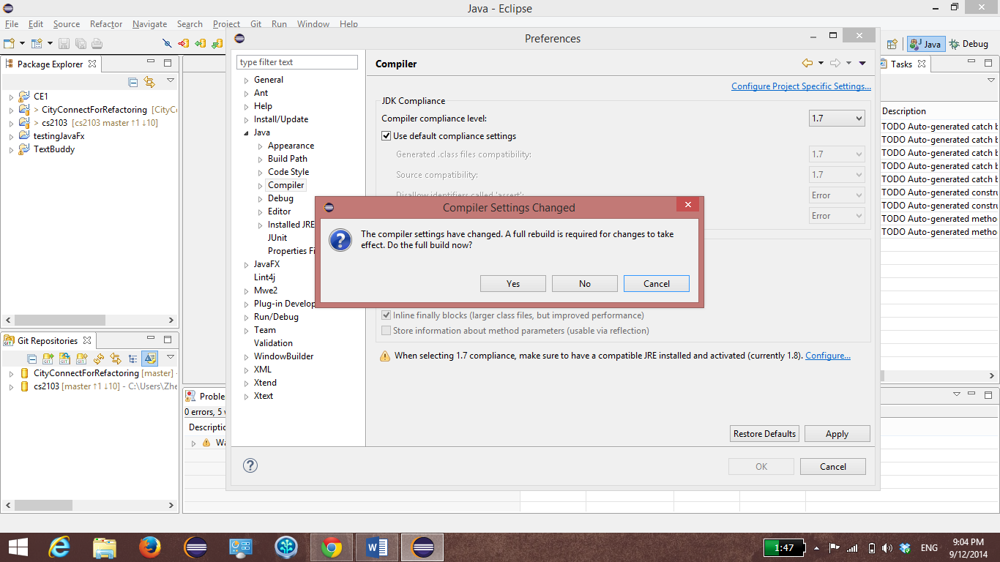 Java - Eclipse
File Edit Source Refactor Navigate Search Project Git Run Window Help
Preferences
Java
Debug
Package Explorer
CE1
> CityConnectForRefactoring [CityC
> cs2103 [cs2103 master ↑1 ↓10]
testingJavaFx
TextBuddy
Git Repositories
CityConnectForRefactoring [master] -
cs2103 [master ↑1 ↓10] - C:\Users\Zhe
type filter text
General
Ant
Help
Install/Update
Java
Appearance
Build Path
Code Style
Compiler
Debug
Editor
Installed JRE
JUnit
Properties Fi
JavaFX
Lint4j
Mwe2
Plug-in Develop
Run/Debug
Team
Validation
WindowBuilder
XML
Xtend
Xtext
Compiler
Configure Project Specific Settings...
JDK Compliance
Compiler compliance level: 1.7
Use default compliance settings
Generated .class files compatibility: 1.7
Source compatibility: 1.7
Disallow identifiers called 'assert': Error
Error
Compiler Settings Changed
The compiler settings have changed. A full rebuild is required for changes to take
effect. Do the full build now?
Yes No Cancel
Inline finally blocks (larger class files, but improved performance)
Store information about method parameters (usable via reflection)
When selecting 1.7 compliance, make sure to have a compatible JRE installed and activated (currently 1.8). Configure...
Restore Defaults Apply
OK Cancel
Tasks
Description
TODO Auto-generated catch b
TODO Auto-generated catch b
TODO Auto-generated catch b
TODO Auto-generated catch b
TODO Auto-generated catch b
TODO Auto-generated constru
TODO Auto-generated constru
TODO Auto-generated metho
TODO Auto-generated metho
Proble
0 errors, 5 w
Descriptio
Wa
1:47
ENG
9:04 PM
9/12/2014